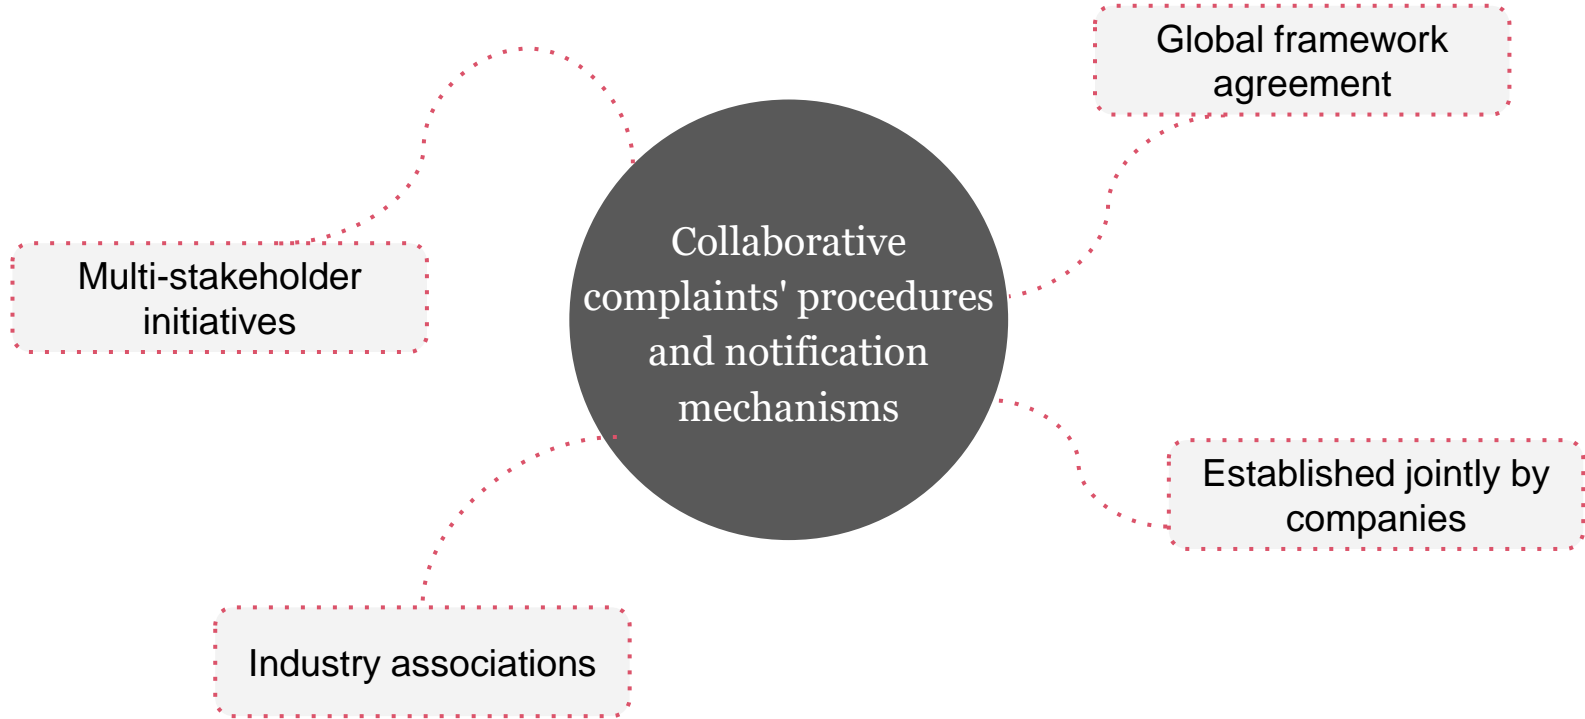 Global framework
agreement
Collaborative
complaints' procedures
and notification
mechanisms
Multi-stakeholder
initiatives
Established jointly by
companies
Industry associations